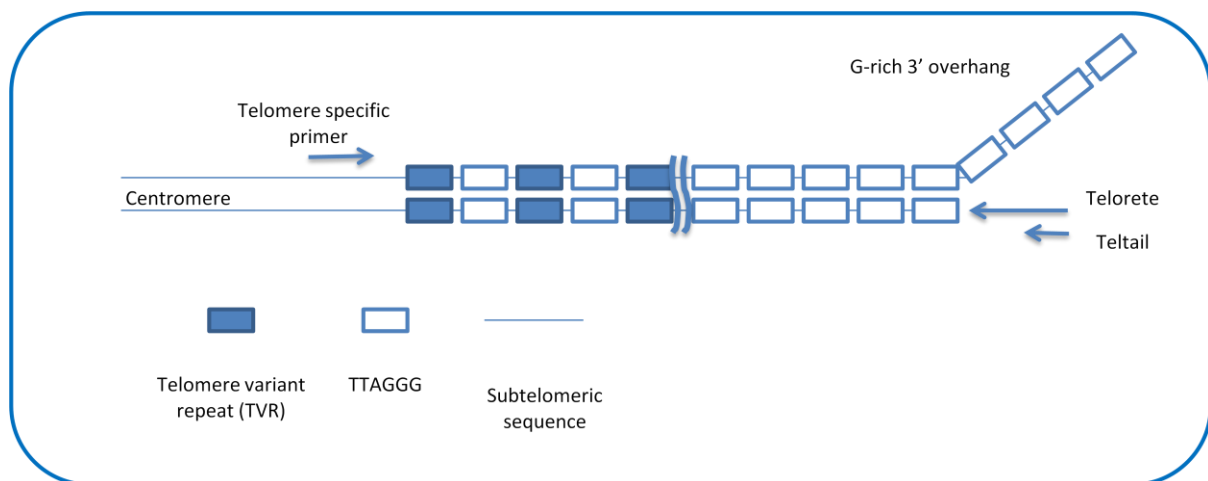 G-rich 3’ overhang
Telomere specific
primer
Centromere
Telorete
Teltail
Telomere variant
repeat (TVR)
TTAGGG
Subtelomeric
sequence